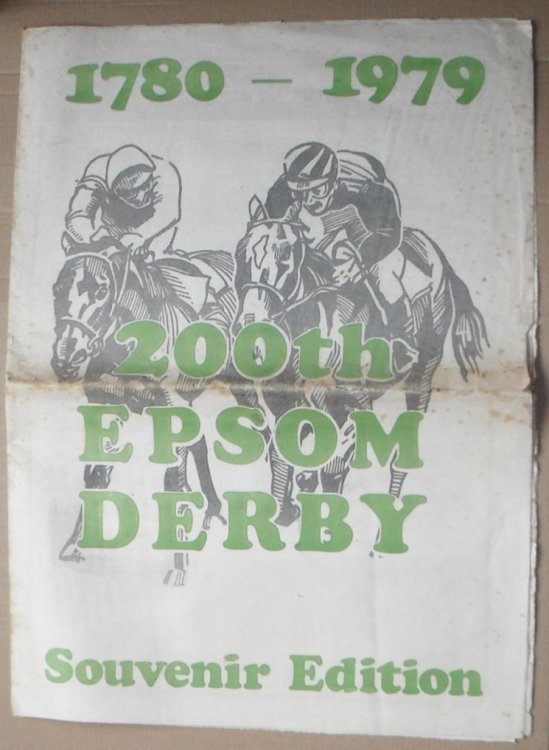 1780 — 1979
200th
EPSOM
DERBY
Souvenir Edition